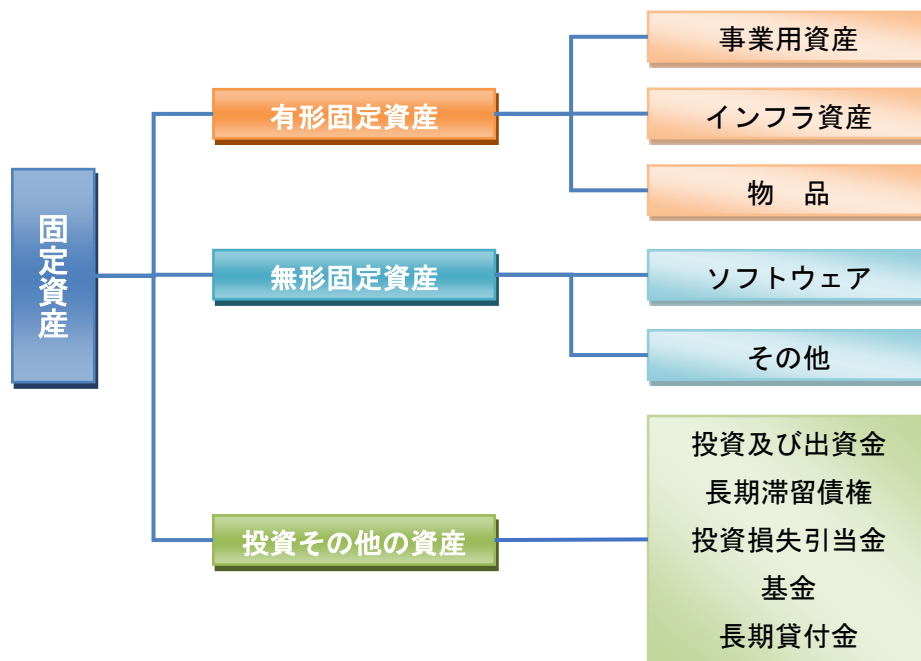 固定資産
有形固定資産
事業用資産
インフラ資産
物　品
無形固定資産
ソフトウェア
その他
投資その他の資産
投資及び出資金
長期滞留債権
投資損失引当金
基金
長期貸付金